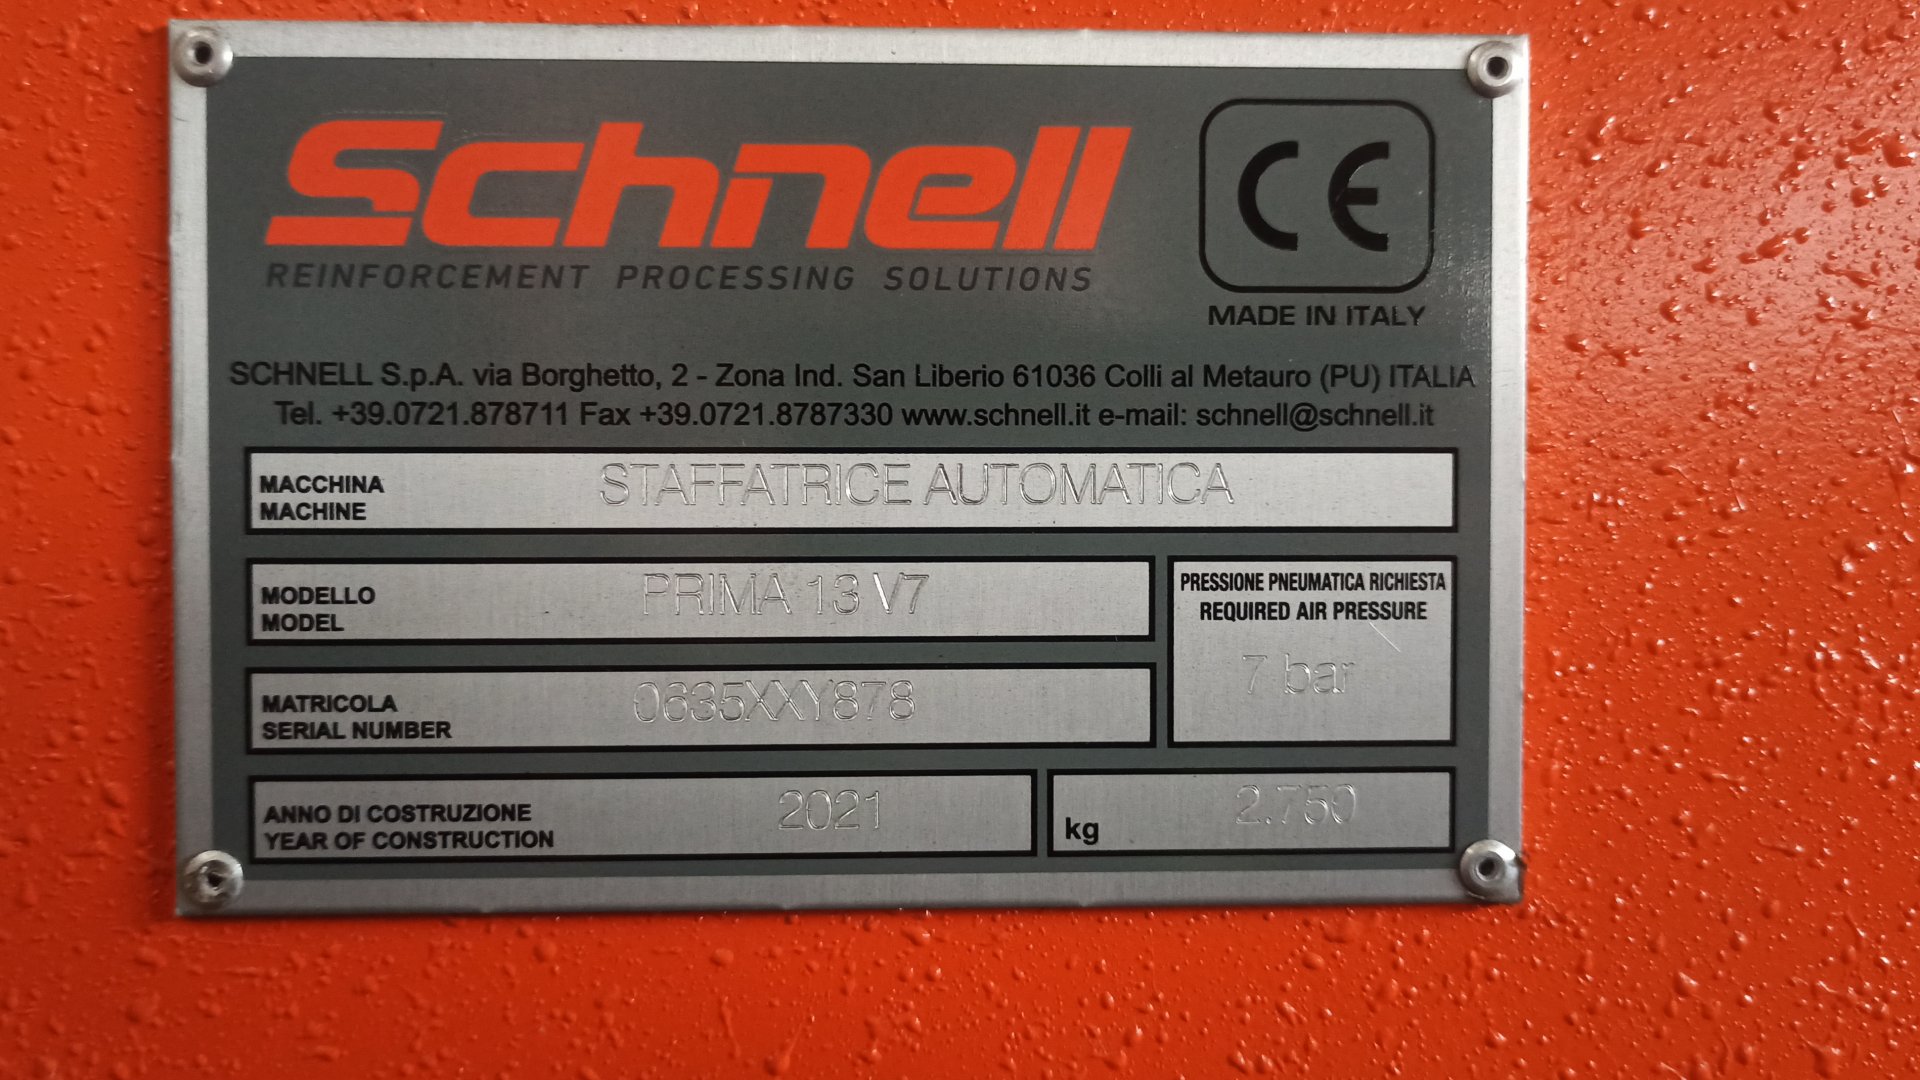 Schnell
REINFORCEMENT PROCESSING SOLUTIONS
CE
MADE IN ITALY
SCHNELL S.p.A. via Borghetto, 2 - Zona Ind. San Liberio 61036 Colli al Metauro (PU) ITALIA
Tel. +39.0721.878711 Fax +39.0721.8787330 www.schnell.it e-mail: schnell@schnell.it
MACCHINA
MACHINE
STAFFATRICE AUTOMATICA
MODELLO
MODEL
PRIMA 13 V7
PRESSIONE PNEUMATICA RICHIESTA
REQUIRED AIR PRESSURE
7 bar
MATRICOLA
SERIAL NUMBER
0635XXY878
ANNO DI COSTRUZIONE
YEAR OF CONSTRUCTION
2021
kg
2.750